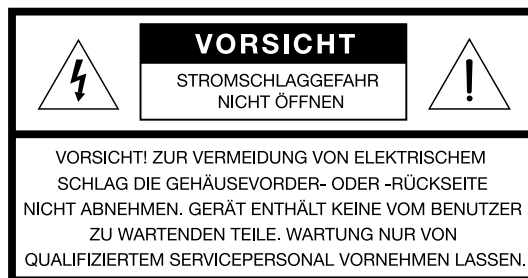 VORSICHT
STROMSCHLAGGEFAHR
NICHT ÖFFNEN
VORSICHT! ZUR VERMEIDUNG VON ELEKTRISCHEM
SCHLAG DIE GEHÄUSEVORDER- ODER -RÜCKSEITE
NICHT ABNEHMEN. GERÄT ENTHÄLT KEINE VOM BENUTZER
ZU WARTENDEN TEILE. WARTUNG NUR VON
QUALIFIZIERTEM SERVICEPERSONAL VORNEHMEN LASSEN.